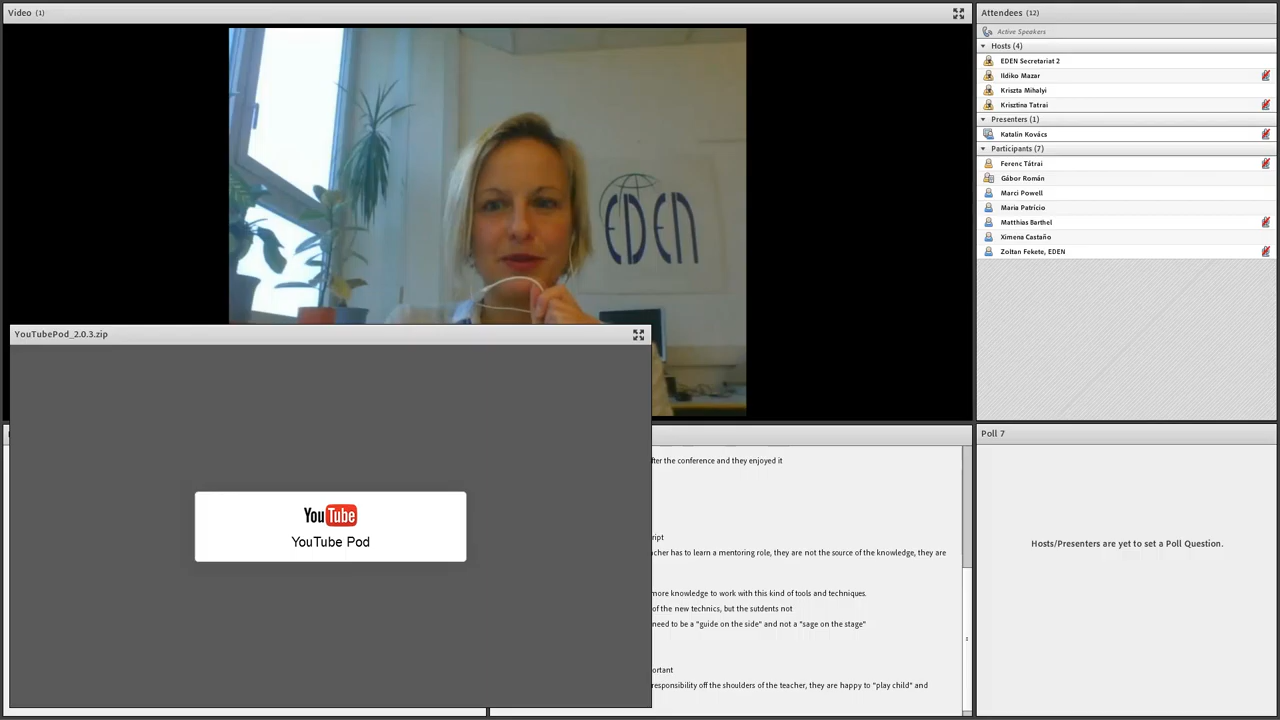 Video (1)
EDEN
YouTubePod_2.0.3.zip
YouTube
YouTube Pod
fter the conference and they enjoyed it
ript
acher has to learn a mentoring role, they are not the source of the knowledge, they are
more knowledge to work with this kind of tools and techniques.
of the new technics, but the sutdents not
need to be a "guide on the side" and not a "sage on the stage"
ortant
responsibility off the shoulders of the teacher, they are happy to "play child" and
Attendees (12)
Active Speakers
Hosts (4)
EDEN Secretariat 2
Ildiko Mazar
Kriszta Mihalyi
Krisztina Tatrai
Presenters (1)
Katalin Kovács
Participants (7)
Ferenc Tátrai
Gábor Román
Marci Powell
Maria Patrício
Matthias Barthel
Ximena Castaño
Zoltan Fekete, EDEN
Poll 7
Hosts/Presenters are yet to set a Poll Question.